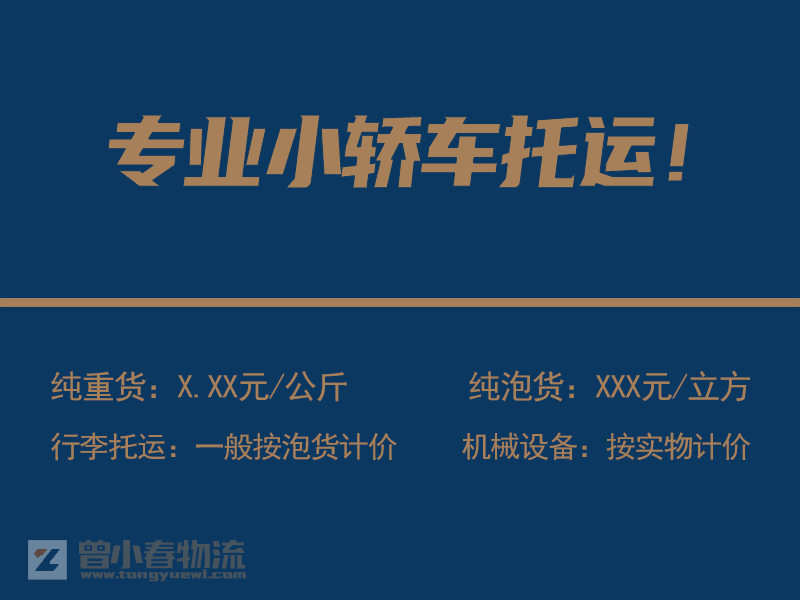 专业小轿车托运!
纯重货: X.XX元/公斤
纯泡货: XXX元/立方
行李托运: 一般按泡货计价
机械设备: 按实物计价
曾小春物流
www.tongyuewl.com